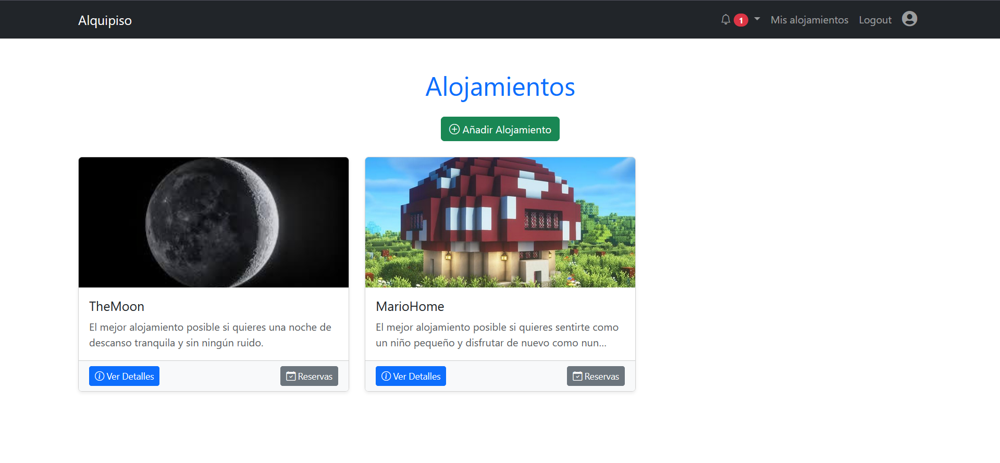 Alquipiso
1
Mis alojamientos
Logout
Alojamientos
Añadir Alojamiento
TheMoon
El mejor alojamiento posible si quieres una noche de
descanso tranquila y sin ningún ruido.
Ver Detalles
Reservas
MarioHome
El mejor alojamiento posible si quieres sentirte como
un niño pequeño y disfrutar de nuevo como nun...
Ver Detalles
Reservas